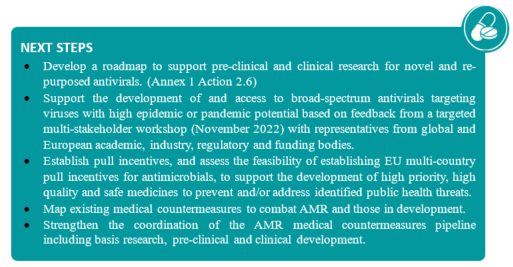 NEXT STEPS
• Develop a roadmap to support pre-clinical and clinical research for novel and re-
purposed antivirals. (Annex 1 Action 2.6)
• Support the development of and access to broad-spectrum antivirals targeting
viruses with high epidemic or pandemic potential based on feedback from a targeted
multi-stakeholder workshop (November 2022) with representatives from global and
European academic, industry, regulatory and funding bodies.
• Establish pull incentives, and assess the feasibility of establishing EU multi-country
pull incentives for antimicrobials, to support the development of high priority, high
quality and safe medicines to prevent and/or address identified public health threats.
• Map existing medical countermeasures to combat AMR and those in development.
• Strengthen the coordination of the AMR medical countermeasures pipeline
including basis research, pre-clinical and clinical development.